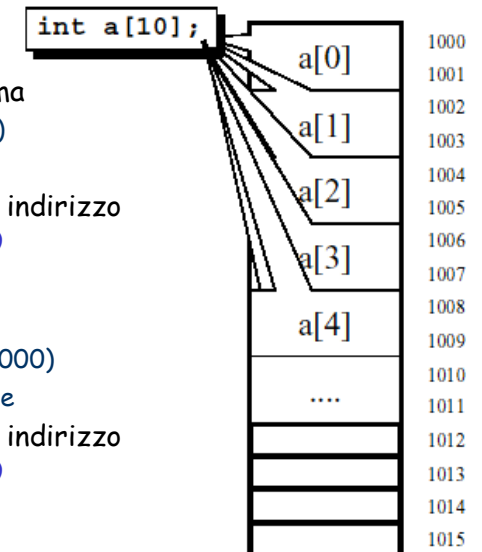 int a[10];
na
)
indirizzo
)
000)
e
indirizzo
)
a[0]
a[1]
a[2]
a[3]
a[4]
....
1000
1001
1002
1003
1004
1005
1006
1007
1008
1009
1010
1011
1012
1013
1014
1015